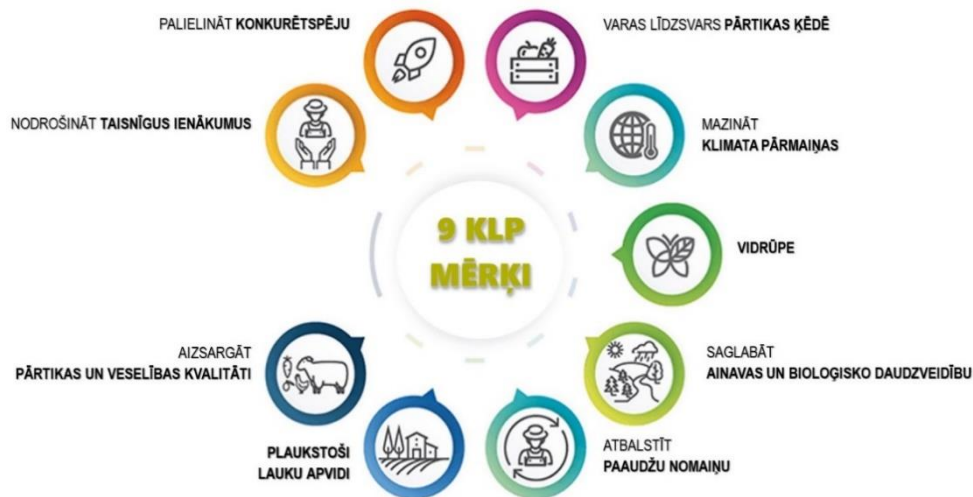 PALIELINĀT KONKURĒTSPĒJU
VARAS LĪDZSVARS PĀRTIKAS ĶĒDĒ
NODROŠINĀT TAISNĪGUS IENĀKUMUS
MAZINĀT
KLIMATA PĀRMAIŅAS
9 KLP
MĒRĶI
VIDRŪPE
AIZSARGĀT
PĀRTIKAS UN VESELĪBAS KVALITĀTI
SAGLABĀT
AINAVAS UN BIOLOĢISKO DAUDZVEIDĪBU
PLAUKSTOŠI
LAUKU APVIDI
ATBALSTĪT
PAAUDŽU NOMAIŅU